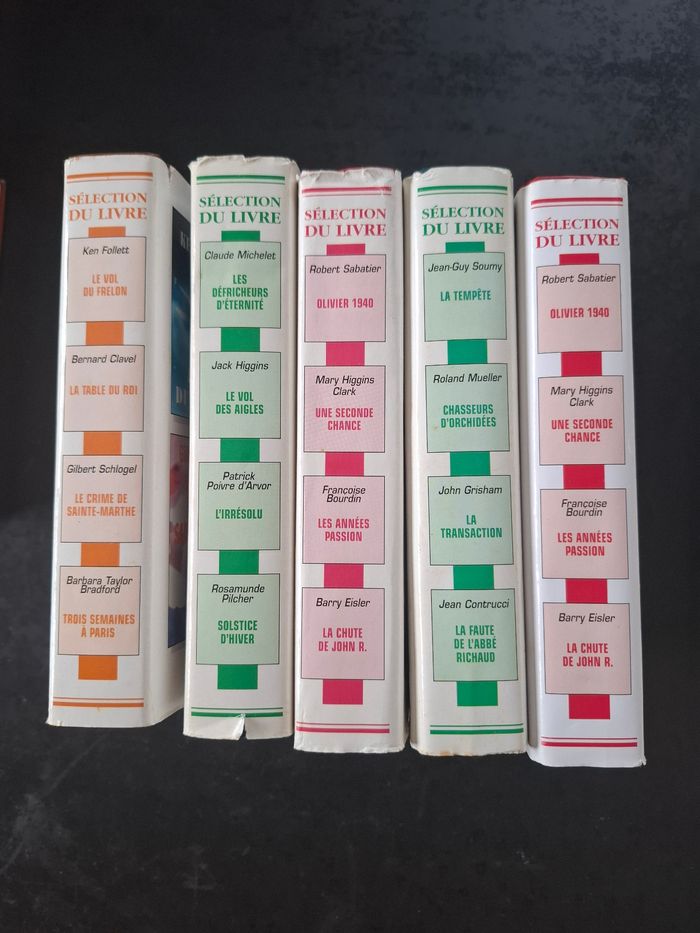 SÉLECTION
DU LIVRE
Ken Follett
LE VOL
DU FRELON
Bernard Clavel
LA TABLE DU ROI
Gilbert Schlogel
LE CRIME DE
SAINTE-MARTHE
Barbara Taylor
Bradford
TROIS SEMAINES
À PARIS
SÉLECTION
DU LIVRE
Claude Michelet
LES
DÉFRICHEURS
D'ÉTERNITÉ
Jack Higgins
LE VOL
DES AIGLES
Patrick
Poivre d'Arvor
L'IRRÉSOLU
Rosamunde
Pilcher
SOLSTICE
D'HIVER
SÉLECTION
DU LIVRE
Robert Sabatier
OLIVIER 1940
Mary Higgins
Clark
UNE SECONDE
CHANCE
Françoise
Bourdin
LES ANNÉES
PASSION
Barry Eisler
LA CHUTE
DE JOHN R.
SÉLECTION
DU LIVRE
Jean-Guy Soumy
LA TEMPÊTE
Roland Mueller
CHASSEURS
D'ORCHIDÉES
John Grisham
LA
TRANSACTION
Jean Contrucci
LA FAUTE
DE L'ABBÉ
RICHAUD
SÉLECTION
DU LIVRE
Robert Sabatier
OLIVIER 1940
Mary Higgins
Clark
UNE SECONDE
CHANCE
Françoise
Bourdin
LES ANNÉES
PASSION
Barry Eisler
LA CHUTE
DE JOHN R.